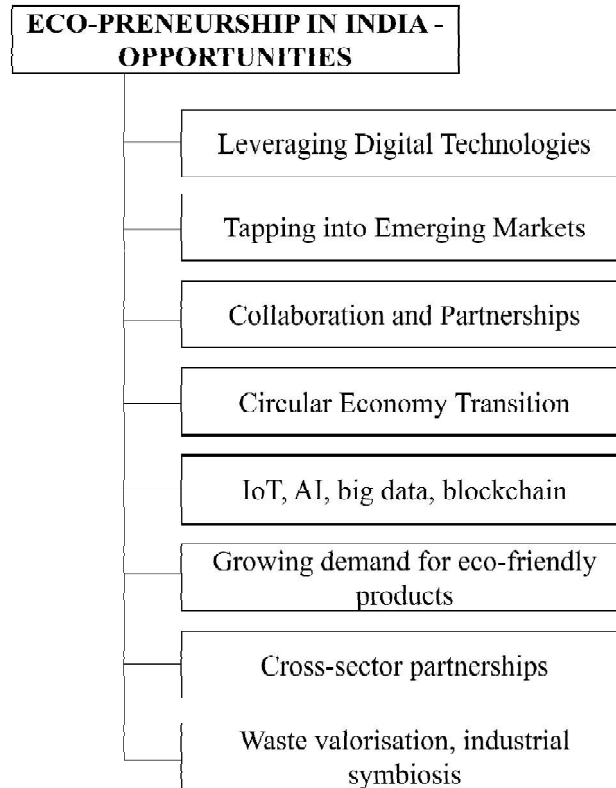 ECO-PRENEURSHIP IN INDIA -
OPPORTUNITIES
Leveraging Digital Technologies
Tapping into Emerging Markets
Collaboration and Partnerships
Circular Economy Transition
IoT, AI, big data, blockchain
Growing demand for eco-friendly
products
Cross-sector partnerships
Waste valorisation, industrial
symbiosis